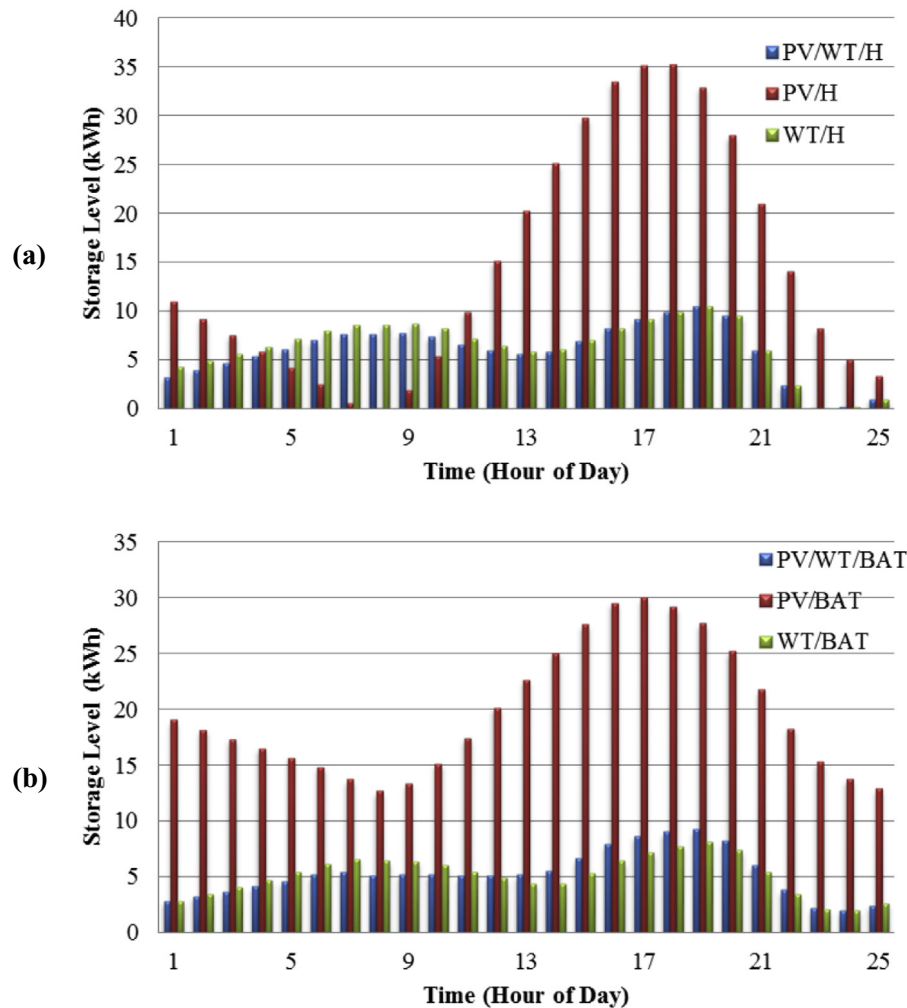 40
35
30
25
20
15
10
5
0
Storage Level (kWh)
PV/WT/H
PV/H
WT/H
(a)
1 5 9 13 17 21 25
Time (Hour of Day)
35
30
25
20
15
10
5
0
Storage Level (kWh)
PV/WT/BAT
PV/BAT
WT/BAT
(b)
1 5 9 13 17 21 25
Time (Hour of Day)